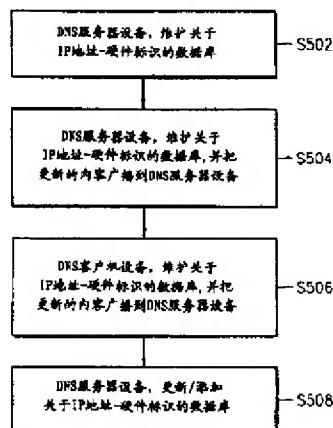 DNS服务器设备，维护关于
IP地址-硬件标识的数据库
S502
DNS服务器设备，维护关于
IP地址-硬件标识的数据库，并把
更新的内容广播到DNS服务器设备
S504
DNS客户机设备，维护关于
IP地址-硬件标识的数据库，并把
更新的内容广播到DNS服务器设备
S506
DNS服务器设备，更新/添加
关于IP地址-硬件标识的数据库
S508